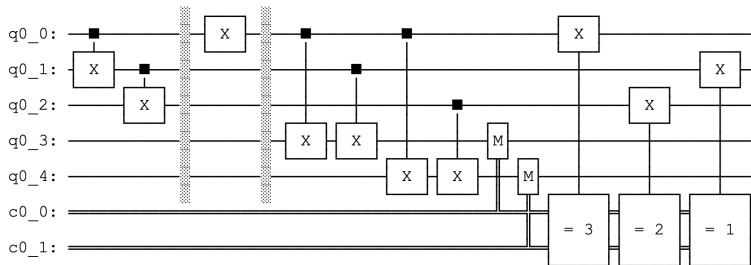 q0_0: X
q0_1: X X
q0_2: X X
q0_3: X X M
q0_4: X X M
c0_0:
= 3 = 2 = 1
c0_1: